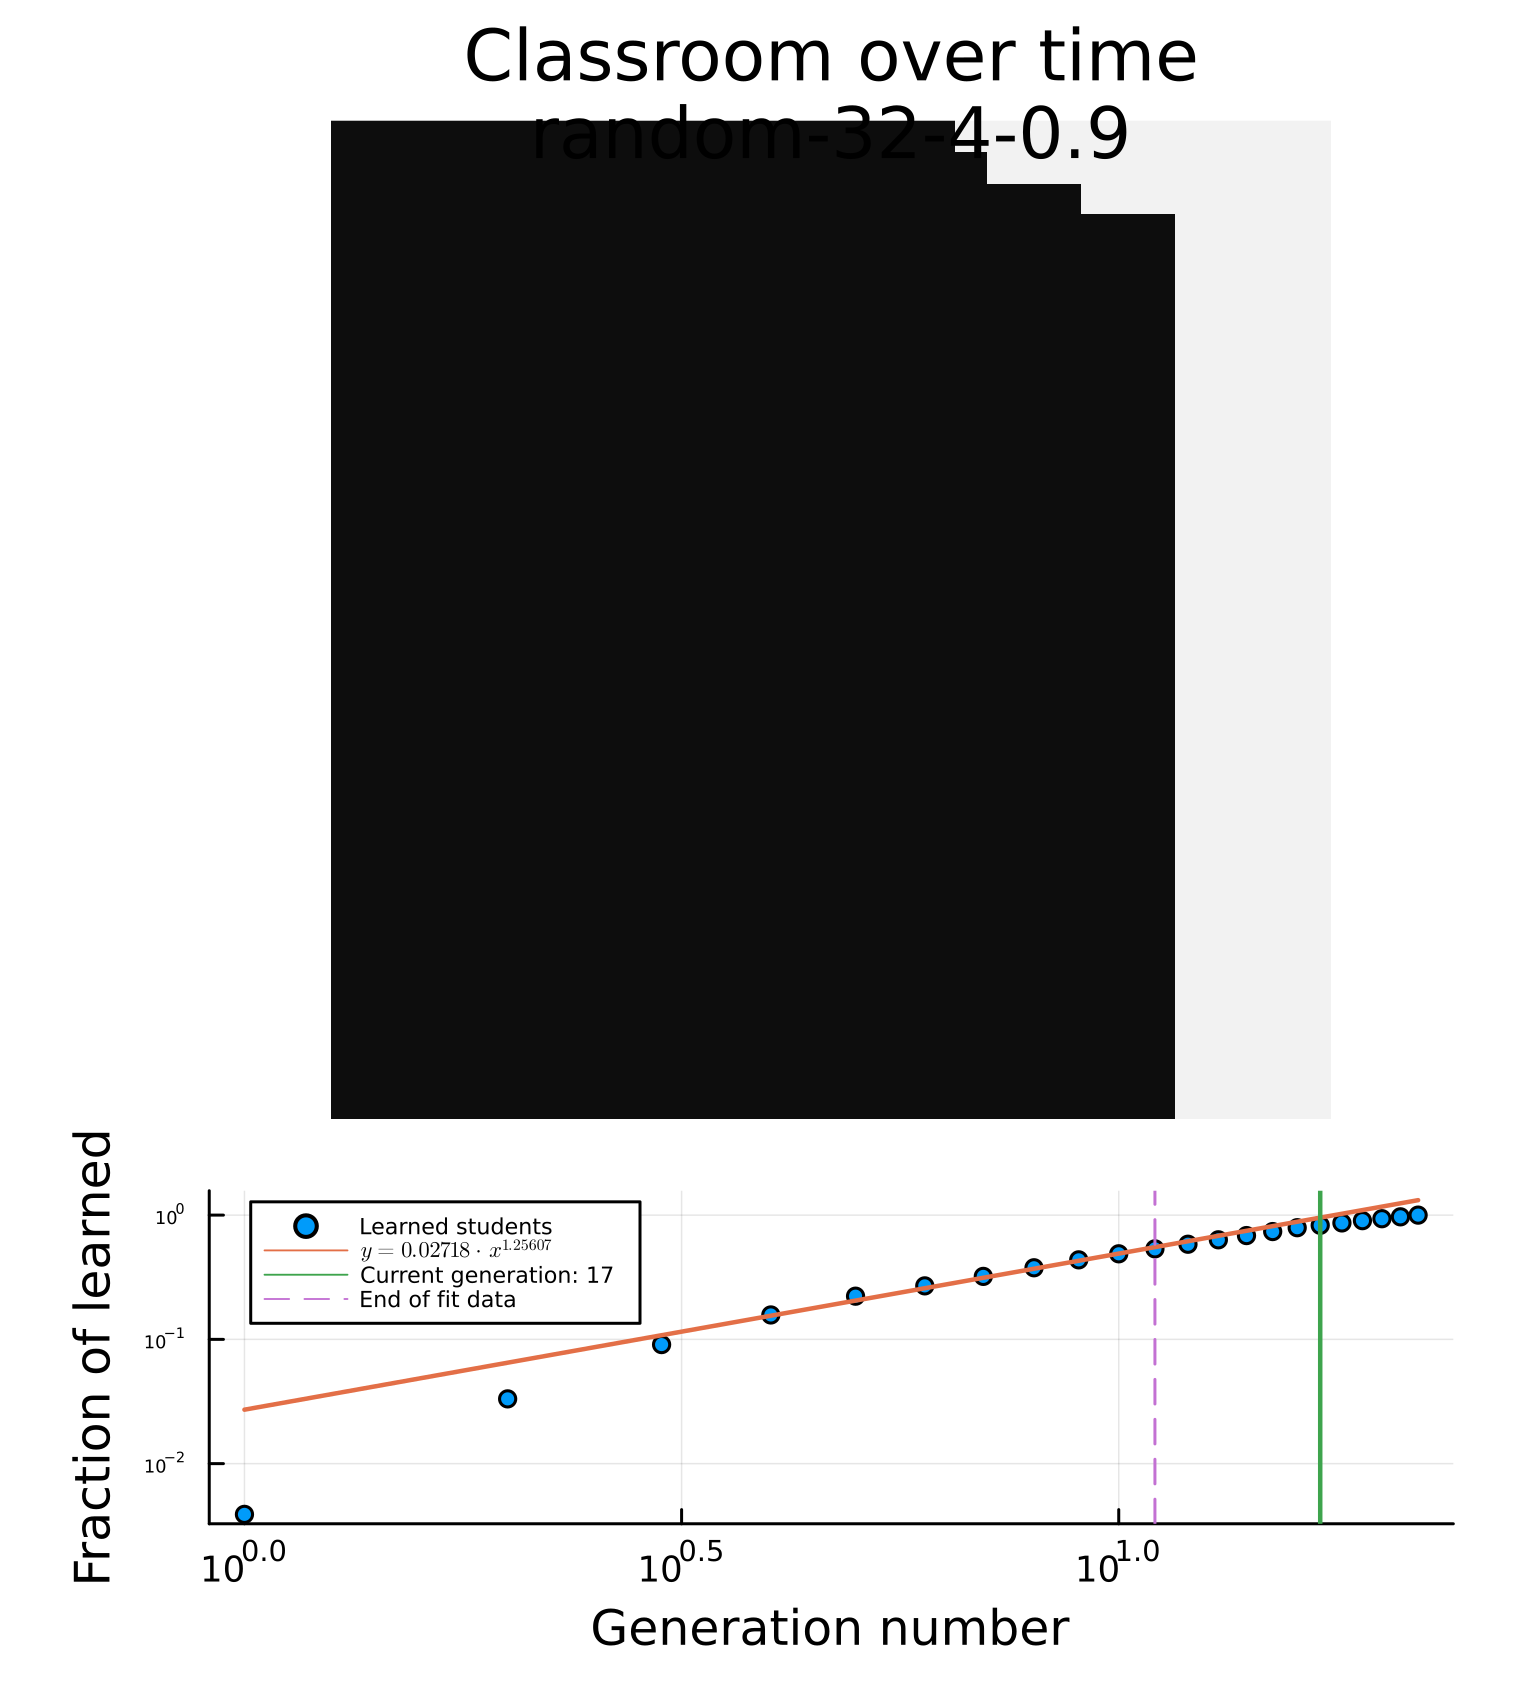 Classroom over time
random-32-4-0.9
Fraction of learned
10^0
10^-1
10^-2
Learned students
y = 0.02718 · x^1.25607
Current generation: 17
End of fit data
10^0.0
10^0.5
10^1.0
Generation number